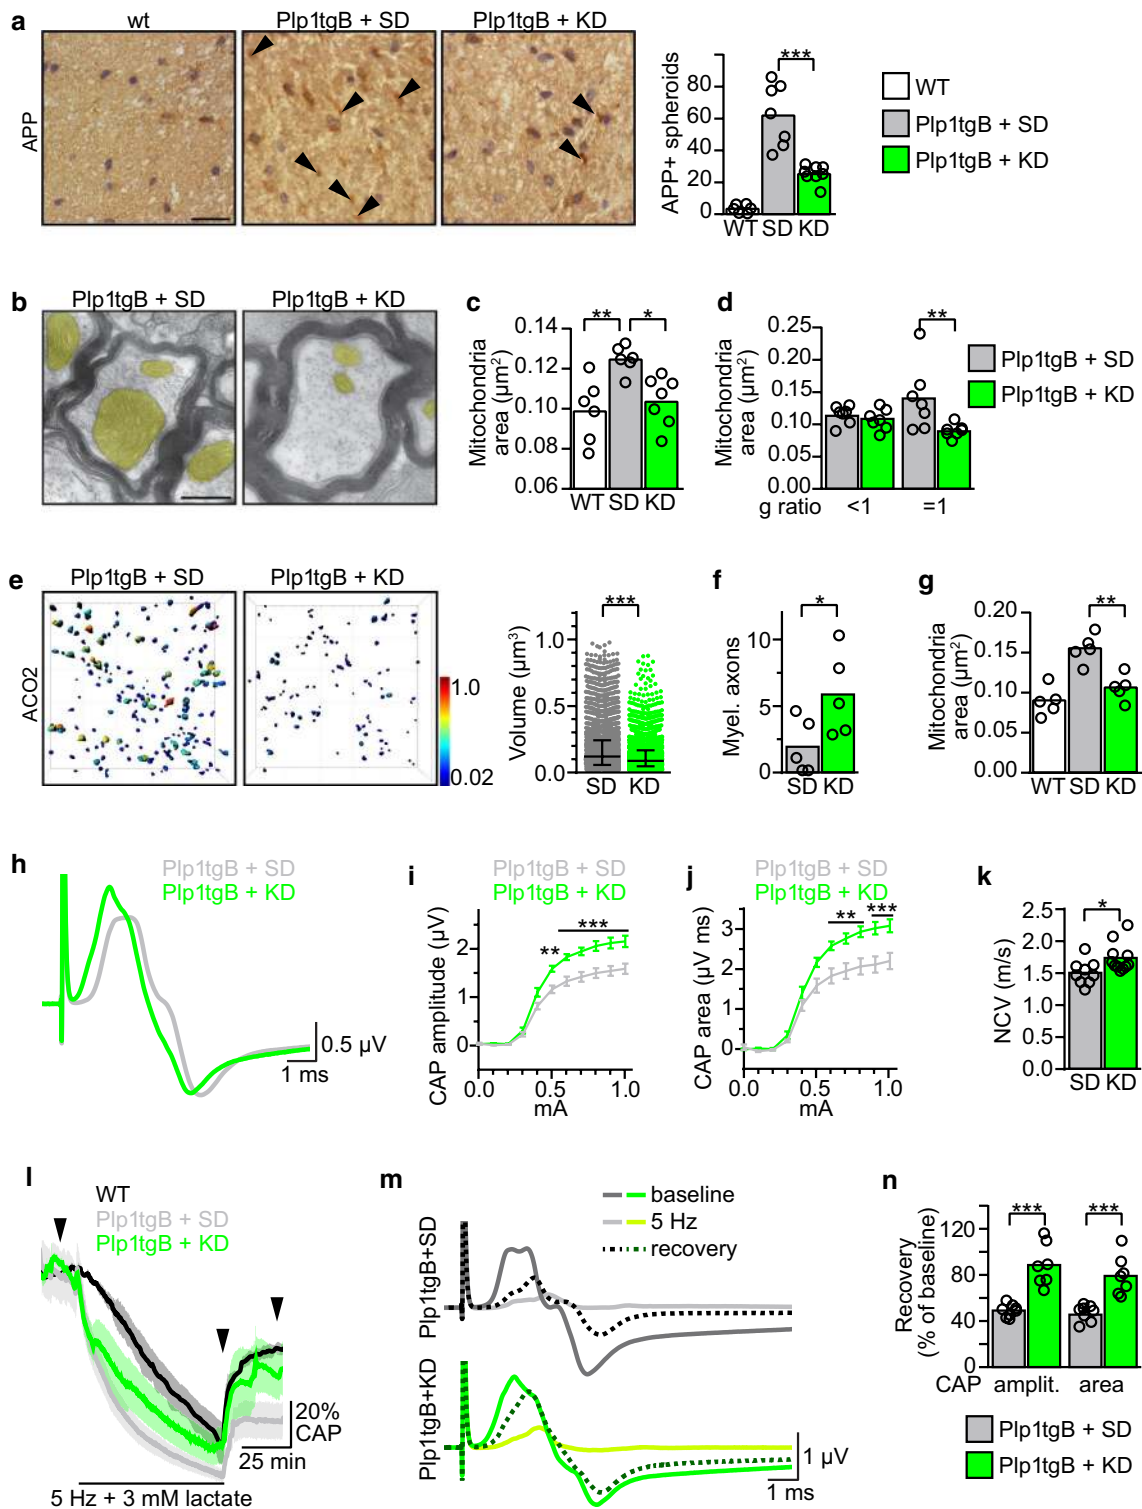 a
wt
Plp1tgB + SD
Plp1tgB + KD
APP
APP+ spheroids
80
60
40
20
0
***
WT SD KD
WT
Plp1tgB + SD
Plp1tgB + KD
b
Plp1tgB + SD
Plp1tgB + KD
c
Mitochondria
area (µm²)
0.14
0.12
0.10
0.08
0.06
** *
WT SD KD
d
Mitochondria
area (µm²)
0.25
0.20
0.15
0.10
0.05
0.00
**
g ratio <1 =1
Plp1tgB + SD
Plp1tgB + KD
e
Plp1tgB + SD
Plp1tgB + KD
ACO2
1.0
0.02
Volume (µm³)
1.0
0.5
0.0
***
SD KD
f
Myel. axons
10
5
0
*
SD KD
g
Mitochondria
area (µm²)
0.20
0.15
0.10
0.05
0.00
**
WT SD KD
h
Plp1tgB + SD
Plp1tgB + KD
0.5 µV
1 ms
i
Plp1tgB + SD
Plp1tgB + KD
CAP amplitude (µV)
2
1
0
** ***
0.0 0.5 1.0
mA
j
Plp1tgB + SD
Plp1tgB + KD
CAP area (µV ms)
3
2
1
0
** ***
0.0 0.5 1.0
mA
k
NCV (m/s)
2.5
2.0
1.5
1.0
0.5
0.0
*
SD KD
l
WT
Plp1tgB + SD
Plp1tgB + KD
20%
CAP
25 min
5 Hz + 3 mM lactate
m
baseline
5 Hz
recovery
Plp1tgB+SD
Plp1tgB+KD
1 µV
1 ms
n
Recovery
(% of baseline)
120
80
40
0
*** ***
CAP amplit. area
Plp1tgB + SD
Plp1tgB + KD